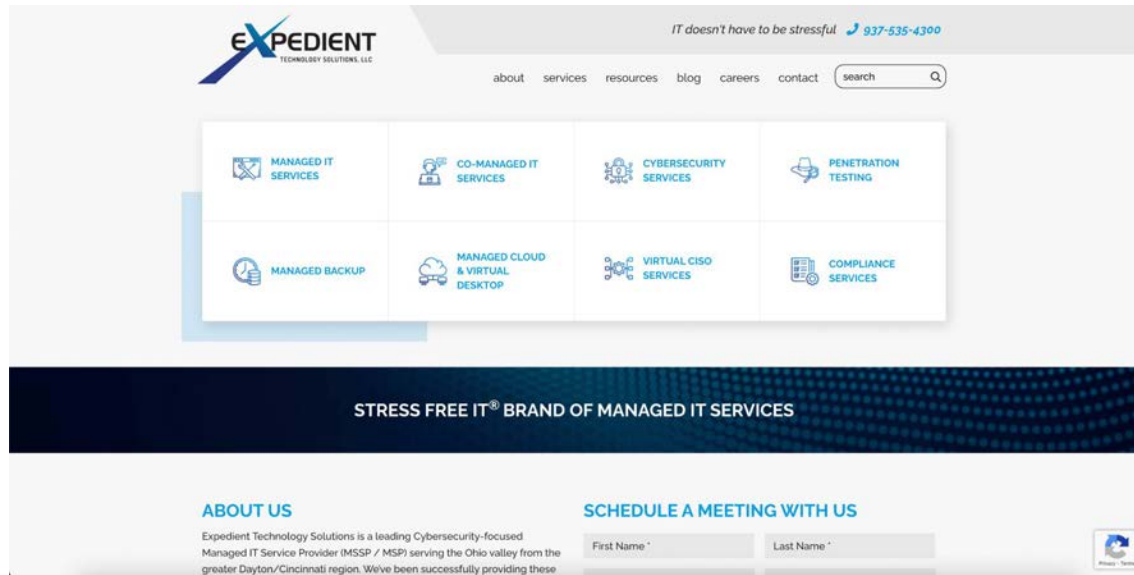 EXPEDIENT
TECHNOLOGY SOLUTIONS, LLC
IT doesn't have to be stressful 937-535-4300
about services resources blog careers contact search
MANAGED IT
SERVICES
CO-MANAGED IT
SERVICES
CYBERSECURITY
SERVICES
PENETRATION
TESTING
MANAGED BACKUP
MANAGED CLOUD
& VIRTUAL
DESKTOP
VIRTUAL CISO
SERVICES
COMPLIANCE
SERVICES
STRESS FREE IT® BRAND OF MANAGED IT SERVICES
ABOUT US
Expedient Technology Solutions is a leading Cybersecurity-focused
Managed IT Service Provider (MSSP / MSP) serving the Ohio valley from the
greater Dayton/Cincinnati region. We've been successfully providing these
SCHEDULE A MEETING WITH US
First Name * Last Name *
Privacy - Terms